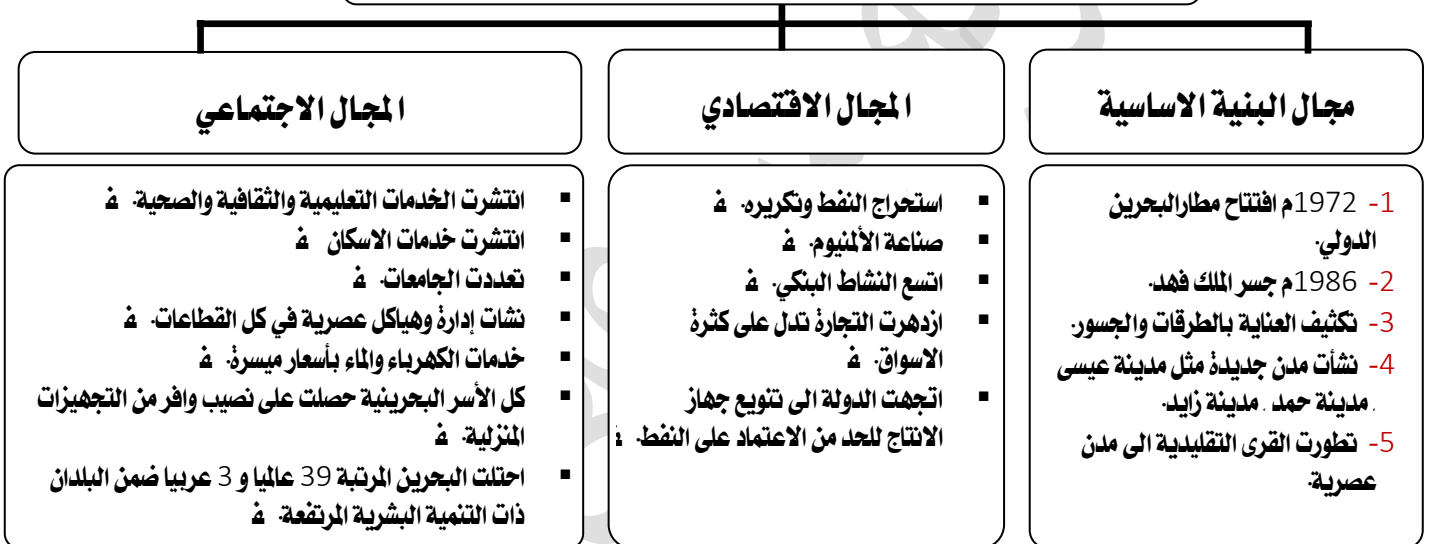 مجال البنية الاساسية
1- 1972م افتتاح مطارالبحرين
الدولي.
2- 1986م جسر الملك فهد.
3- تكثيف العناية بالطرقات والجسور.
4- نشأت مدن جديدة مثل مدينة عيسى
. مدينة حمد . مدينة زايد.
5- تطورت القرى التقليدية الى مدن
عصرية.
المجال الاقتصادي
▪ استحراج النفط وتكريره. ف
▪ صناعة الألمنيوم. ف
▪ اتسع النشاط البنكي. ف
▪ ازدهرت التجارة تدل على كثرة
الاسواق. ف
▪ اتجهت الدولة الى تنويع جهاز
الانتاج للحد من الاعتماد على النفط. ف
المجال الاجتماعي
▪ انتشرت الخدمات التعليمية والثقافية والصحية. ف
▪ انتشرت خدمات الاسكان ف
▪ تعددت الجامعات. ف
▪ نشات إدارة وهياكل عصرية في كل القطاعات. ف
▪ خدمات الكهرباء والماء بأسعار ميسرة. ف
▪ كل الأسر البحرينية حصلت على نصيب وافر من التجهيزات
المنزلية. ف
▪ احتلت البحرين المرتبة 39 عالميا و 3 عربيا ضمن البلدان
ذات التنمية البشرية المرتفعة. ف